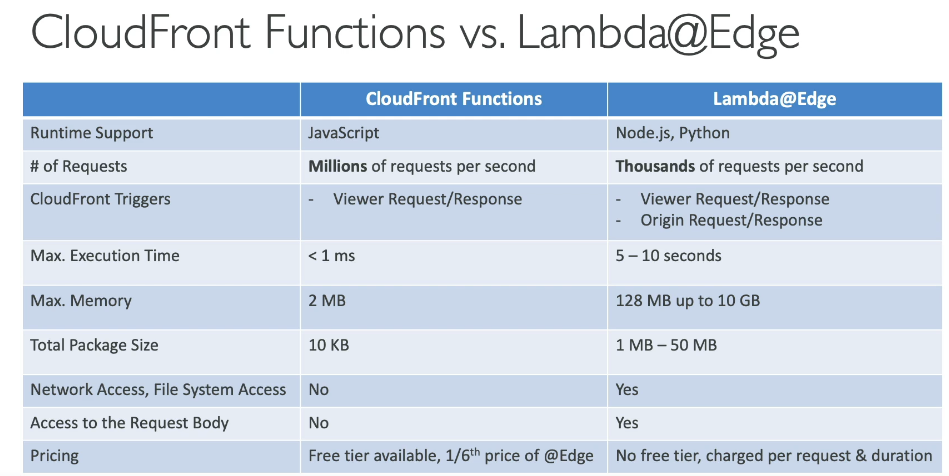 CloudFront Functions vs. Lambda@Edge
CloudFront Functions Lambda@Edge
Runtime Support JavaScript Node.js, Python
# of Requests Millions of requests per second Thousands of requests per second
CloudFront Triggers - Viewer Request/Response - Viewer Request/Response
- Origin Request/Response
Max. Execution Time < 1 ms 5 – 10 seconds
Max. Memory 2 MB 128 MB up to 10 GB
Total Package Size 10 KB 1 MB – 50 MB
Network Access, File System Access No Yes
Access to the Request Body No Yes
Pricing Free tier available, 1/6th price of @Edge No free tier, charged per request & duration